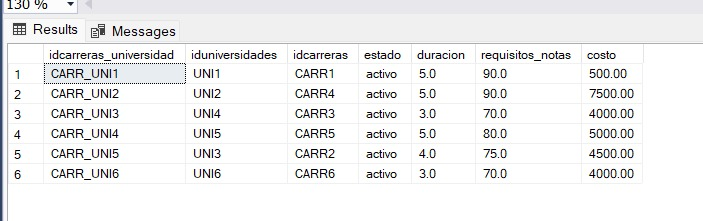 130 %
Results Messages
idcarreras_universidad iduniversidades idcarreras estado duracion requisitos_notas costo
1 CARR_UNI1 UNI1 CARR1 activo 5.0 90.0 500.00
2 CARR_UNI2 UNI2 CARR4 activo 5.0 90.0 7500.00
3 CARR_UNI3 UNI4 CARR3 activo 3.0 70.0 4000.00
4 CARR_UNI4 UNI5 CARR5 activo 5.0 80.0 5000.00
5 CARR_UNI5 UNI3 CARR2 activo 4.0 75.0 4500.00
6 CARR_UNI6 UNI6 CARR6 activo 3.0 70.0 4000.00